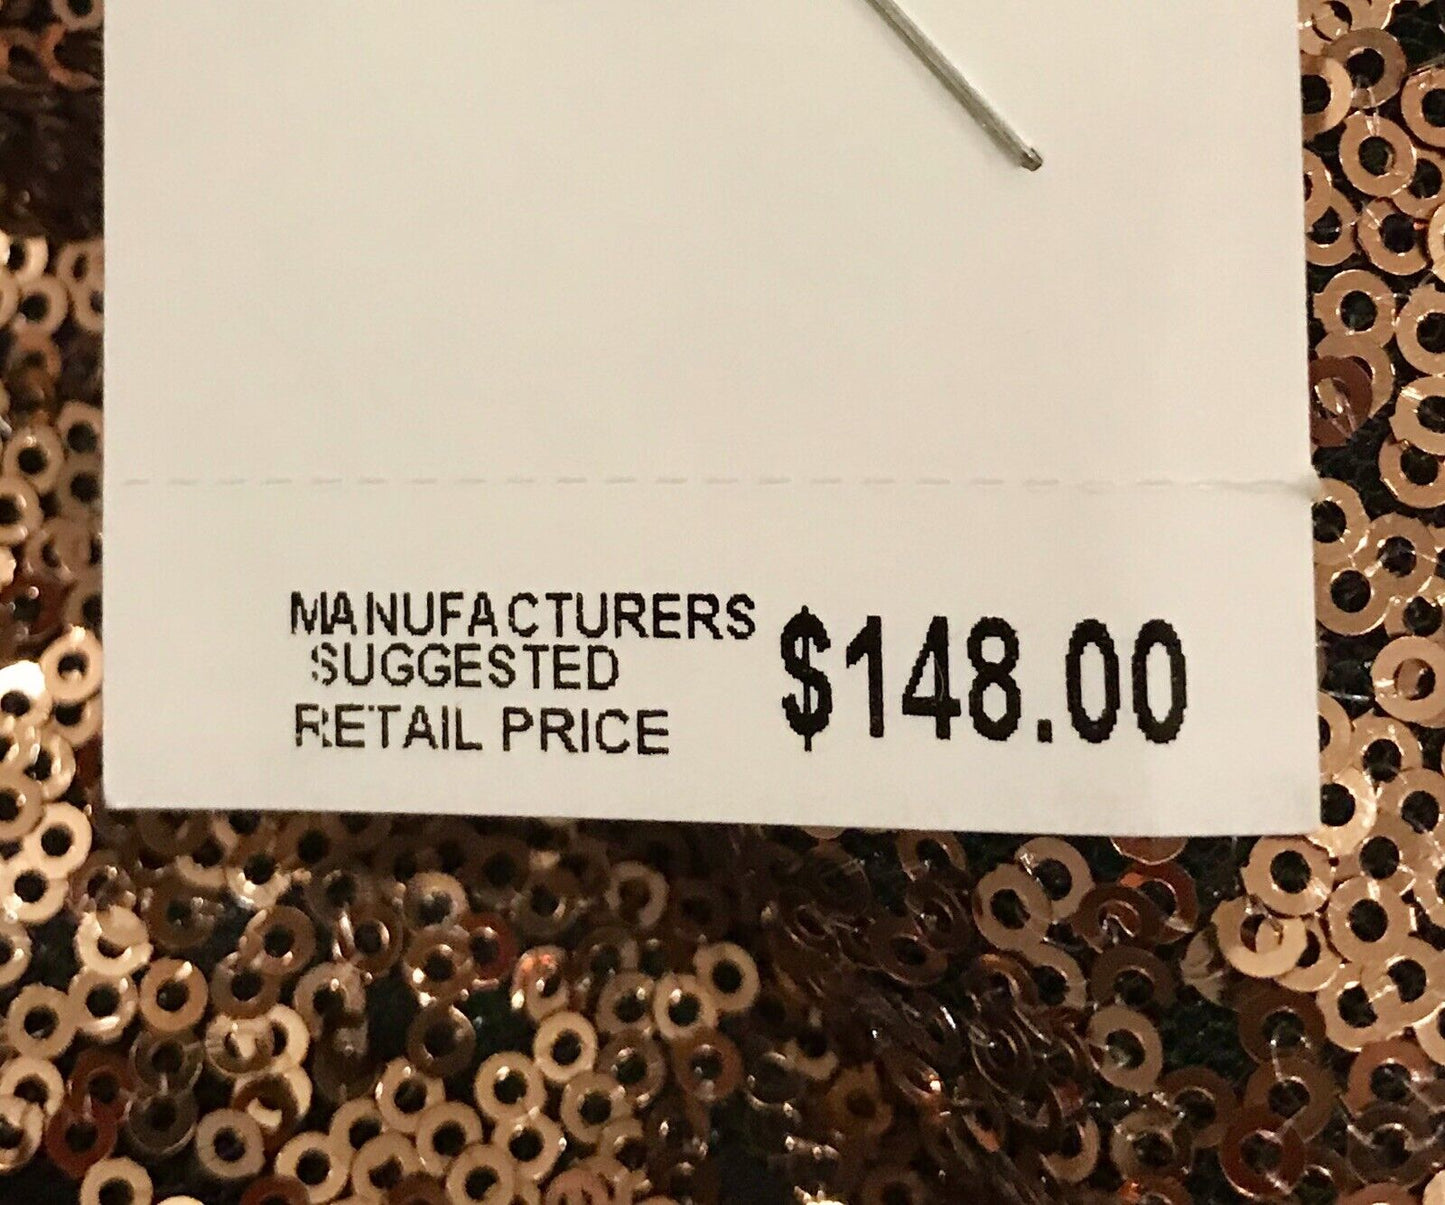 MANUFACTURERS
SUGGESTED
RETAIL PRICE
$148.00